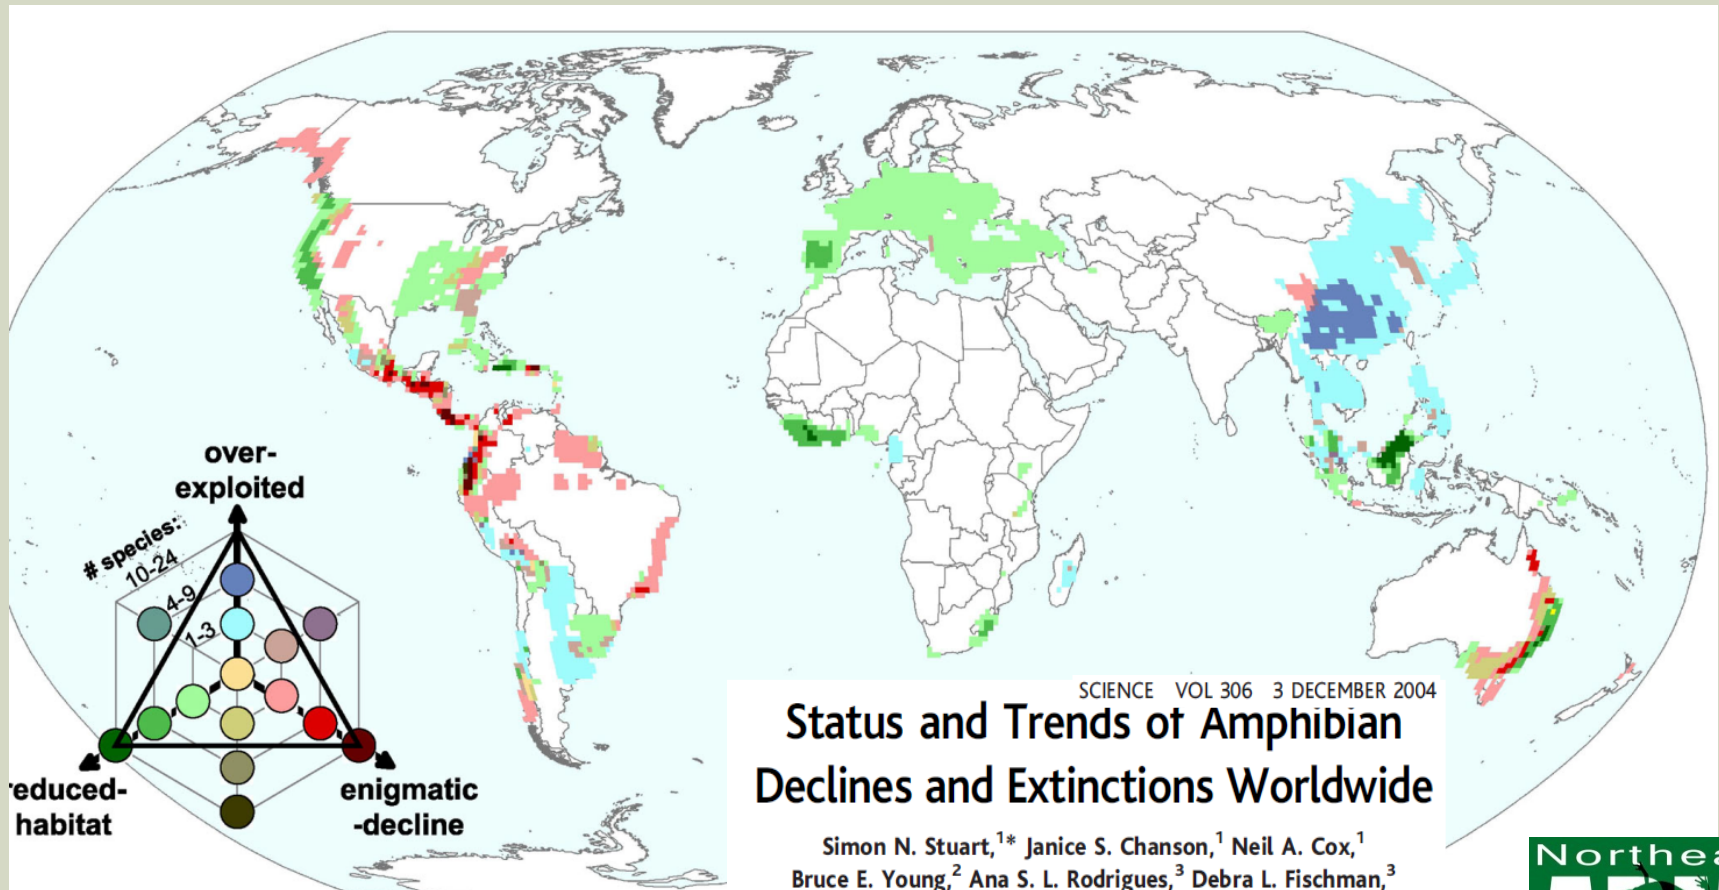 over-
exploited
# species:
10-24
4-9
1-3
reduced-
habitat
enigmatic
-decline
SCIENCE VOL 306 3 DECEMBER 2004
Status and Trends of Amphibian
Declines and Extinctions Worldwide
Simon N. Stuart,1* Janice S. Chanson,1 Neil A. Cox,1
Bruce E. Young,2 Ana S. L. Rodrigues,3 Debra L. Fischman,3
Northea